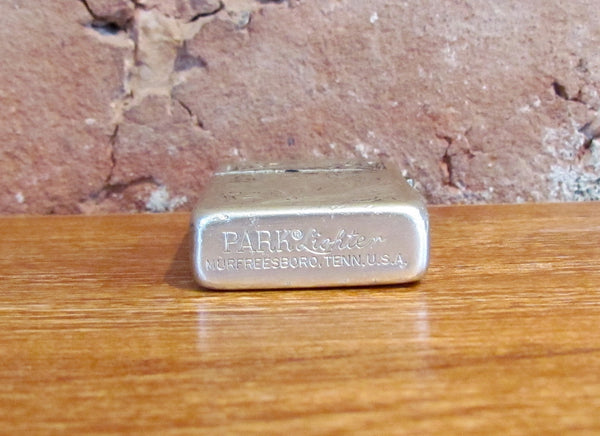 PARK® Lighter
MURFREESBORO, TENN. U.S.A.